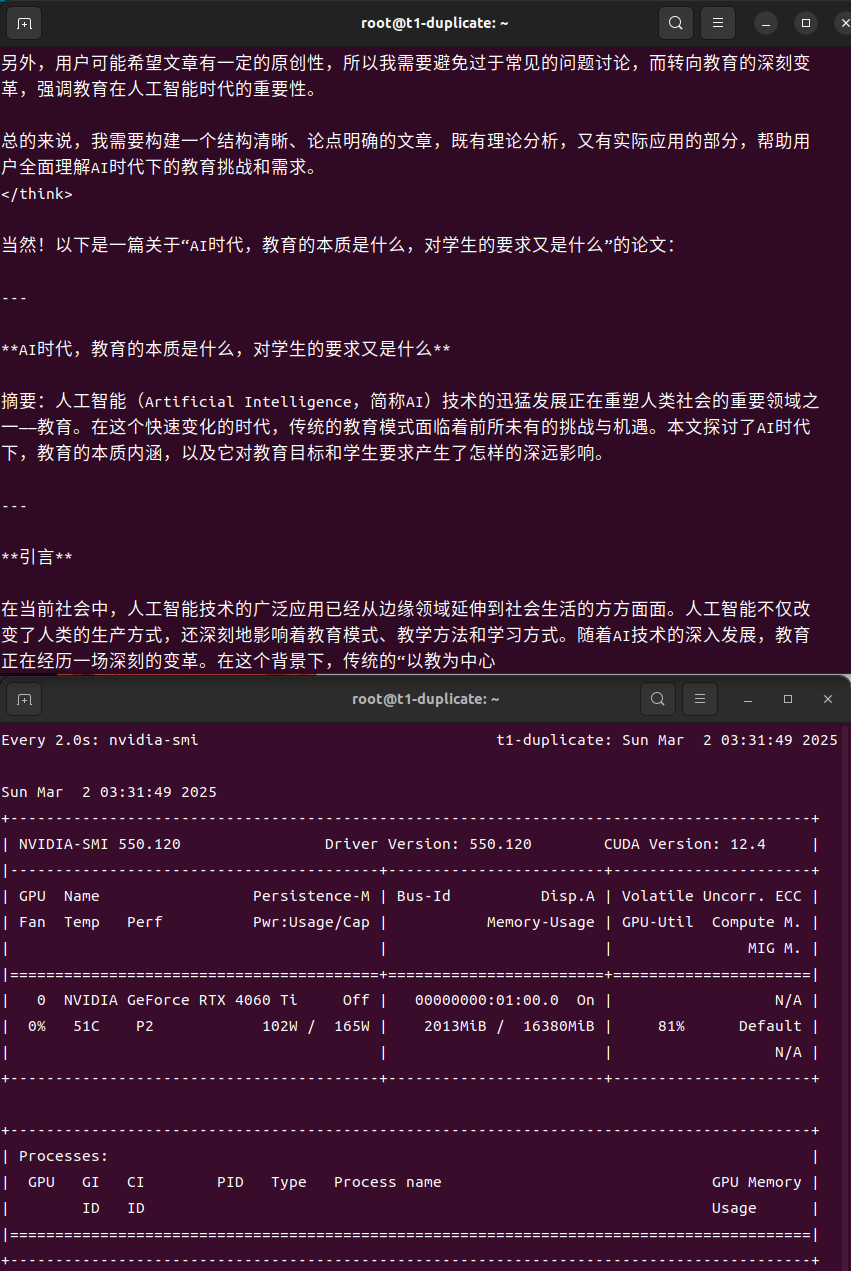 root@t1-duplicate: ~
另外，用户可能希望文章有一定的原创性，所以我需要避免过于常见的问题讨论，而转向教育的深刻变
革，强调教育在人工智能时代的重要性。
总的来说，我需要构建一个结构清晰、论点明确的文章，既有理论分析，又有实际应用的部分，帮助用
户全面理解AI时代下的教育挑战和需求。
</think>
当然！以下是一篇关于“AI时代，教育的本质是什么，对学生的要求又是什么”的论文：
---
**AI时代，教育的本质是什么，对学生的要求又是什么**
摘要：人工智能（Artificial Intelligence，简称AI）技术的迅猛发展正在重塑人类社会的重要领域之
一——教育。在这个快速变化的时代，传统的教育模式面临着前所未有的挑战与机遇。本文探讨了AI时代
下，教育的本质内涵，以及它对教育目标和学生要求产生了怎样的深远影响。
---
**引言**
在当前社会中，人工智能技术的广泛应用已经从边缘领域延伸到社会生活的方方面面。人工智能不仅改
变了人类的生产方式，还深刻地影响着教育模式、教学方法和学习方式。随着AI技术的深入发展，教育
正在经历一场深刻的变革。在这个背景下，传统的“以教为中心
root@t1-duplicate: ~
Every 2.0s: nvidia-smi                                 t1-duplicate: Sun Mar  2 03:31:49 2025
Sun Mar  2 03:31:49 2025
+-----------------------------------------------------------------------------------------+
| NVIDIA-SMI 550.120                Driver Version: 550.120        CUDA Version: 12.4     |
|-----------------------------------------+------------------------+----------------------+
| GPU  Name                 Persistence-M | Bus-Id          Disp.A | Volatile Uncorr. ECC |
| Fan  Temp   Perf          Pwr:Usage/Cap |           Memory-Usage | GPU-Util  Compute M. |
|                                         |                        |               MIG M. |
|=========================================+========================+======================|
|   0  NVIDIA GeForce RTX 4060 Ti     Off |   00000000:01:00.0  On |                  N/A |
|  0%   51C    P2            102W /  165W |    2013MiB /  16380MiB |     81%      Default |
|                                         |                        |                  N/A |
+-----------------------------------------+------------------------+----------------------+
+-----------------------------------------------------------------------------------------+
| Processes:                                                                              |
|  GPU   GI   CI        PID   Type   Process name                              GPU Memory |
|        ID   ID                                                               Usage      |
|=========================================================================================|
+-----------------------------------------------------------------------------------------+